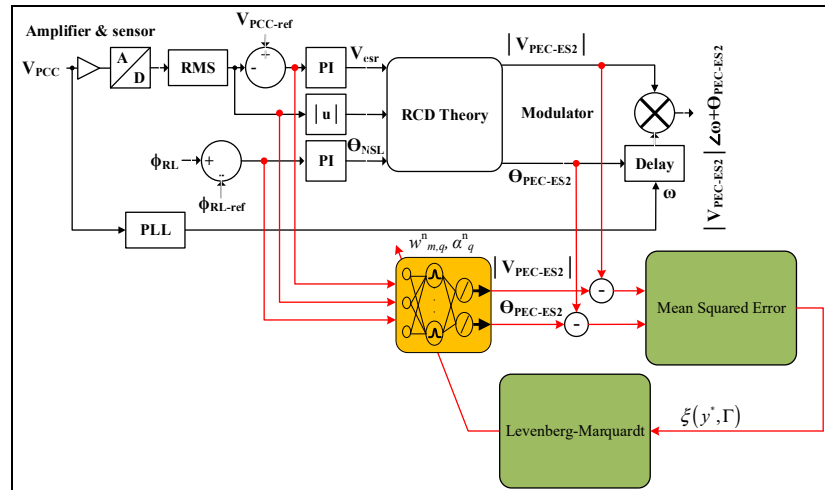 V_PCC-ref
Amplifier & sensor
V_PCC
A
D
RMS
+
-
PI
V_esr
|u|
RCD Theory
|V_PEC-ES2|
Modulator
ϕ_RL
+
..
ϕ_RL-ref
PI
Θ_NSL
Θ_PEC-ES2
Delay
ω
|V_PEC-ES2|∠ω+Θ_PEC-ES2
PLL
w^n_m,q, α^n_q
|V_PEC-ES2|
Θ_PEC-ES2
-
-
Mean Squared Error
Levenberg-Marquardt
ξ(y*,Γ)